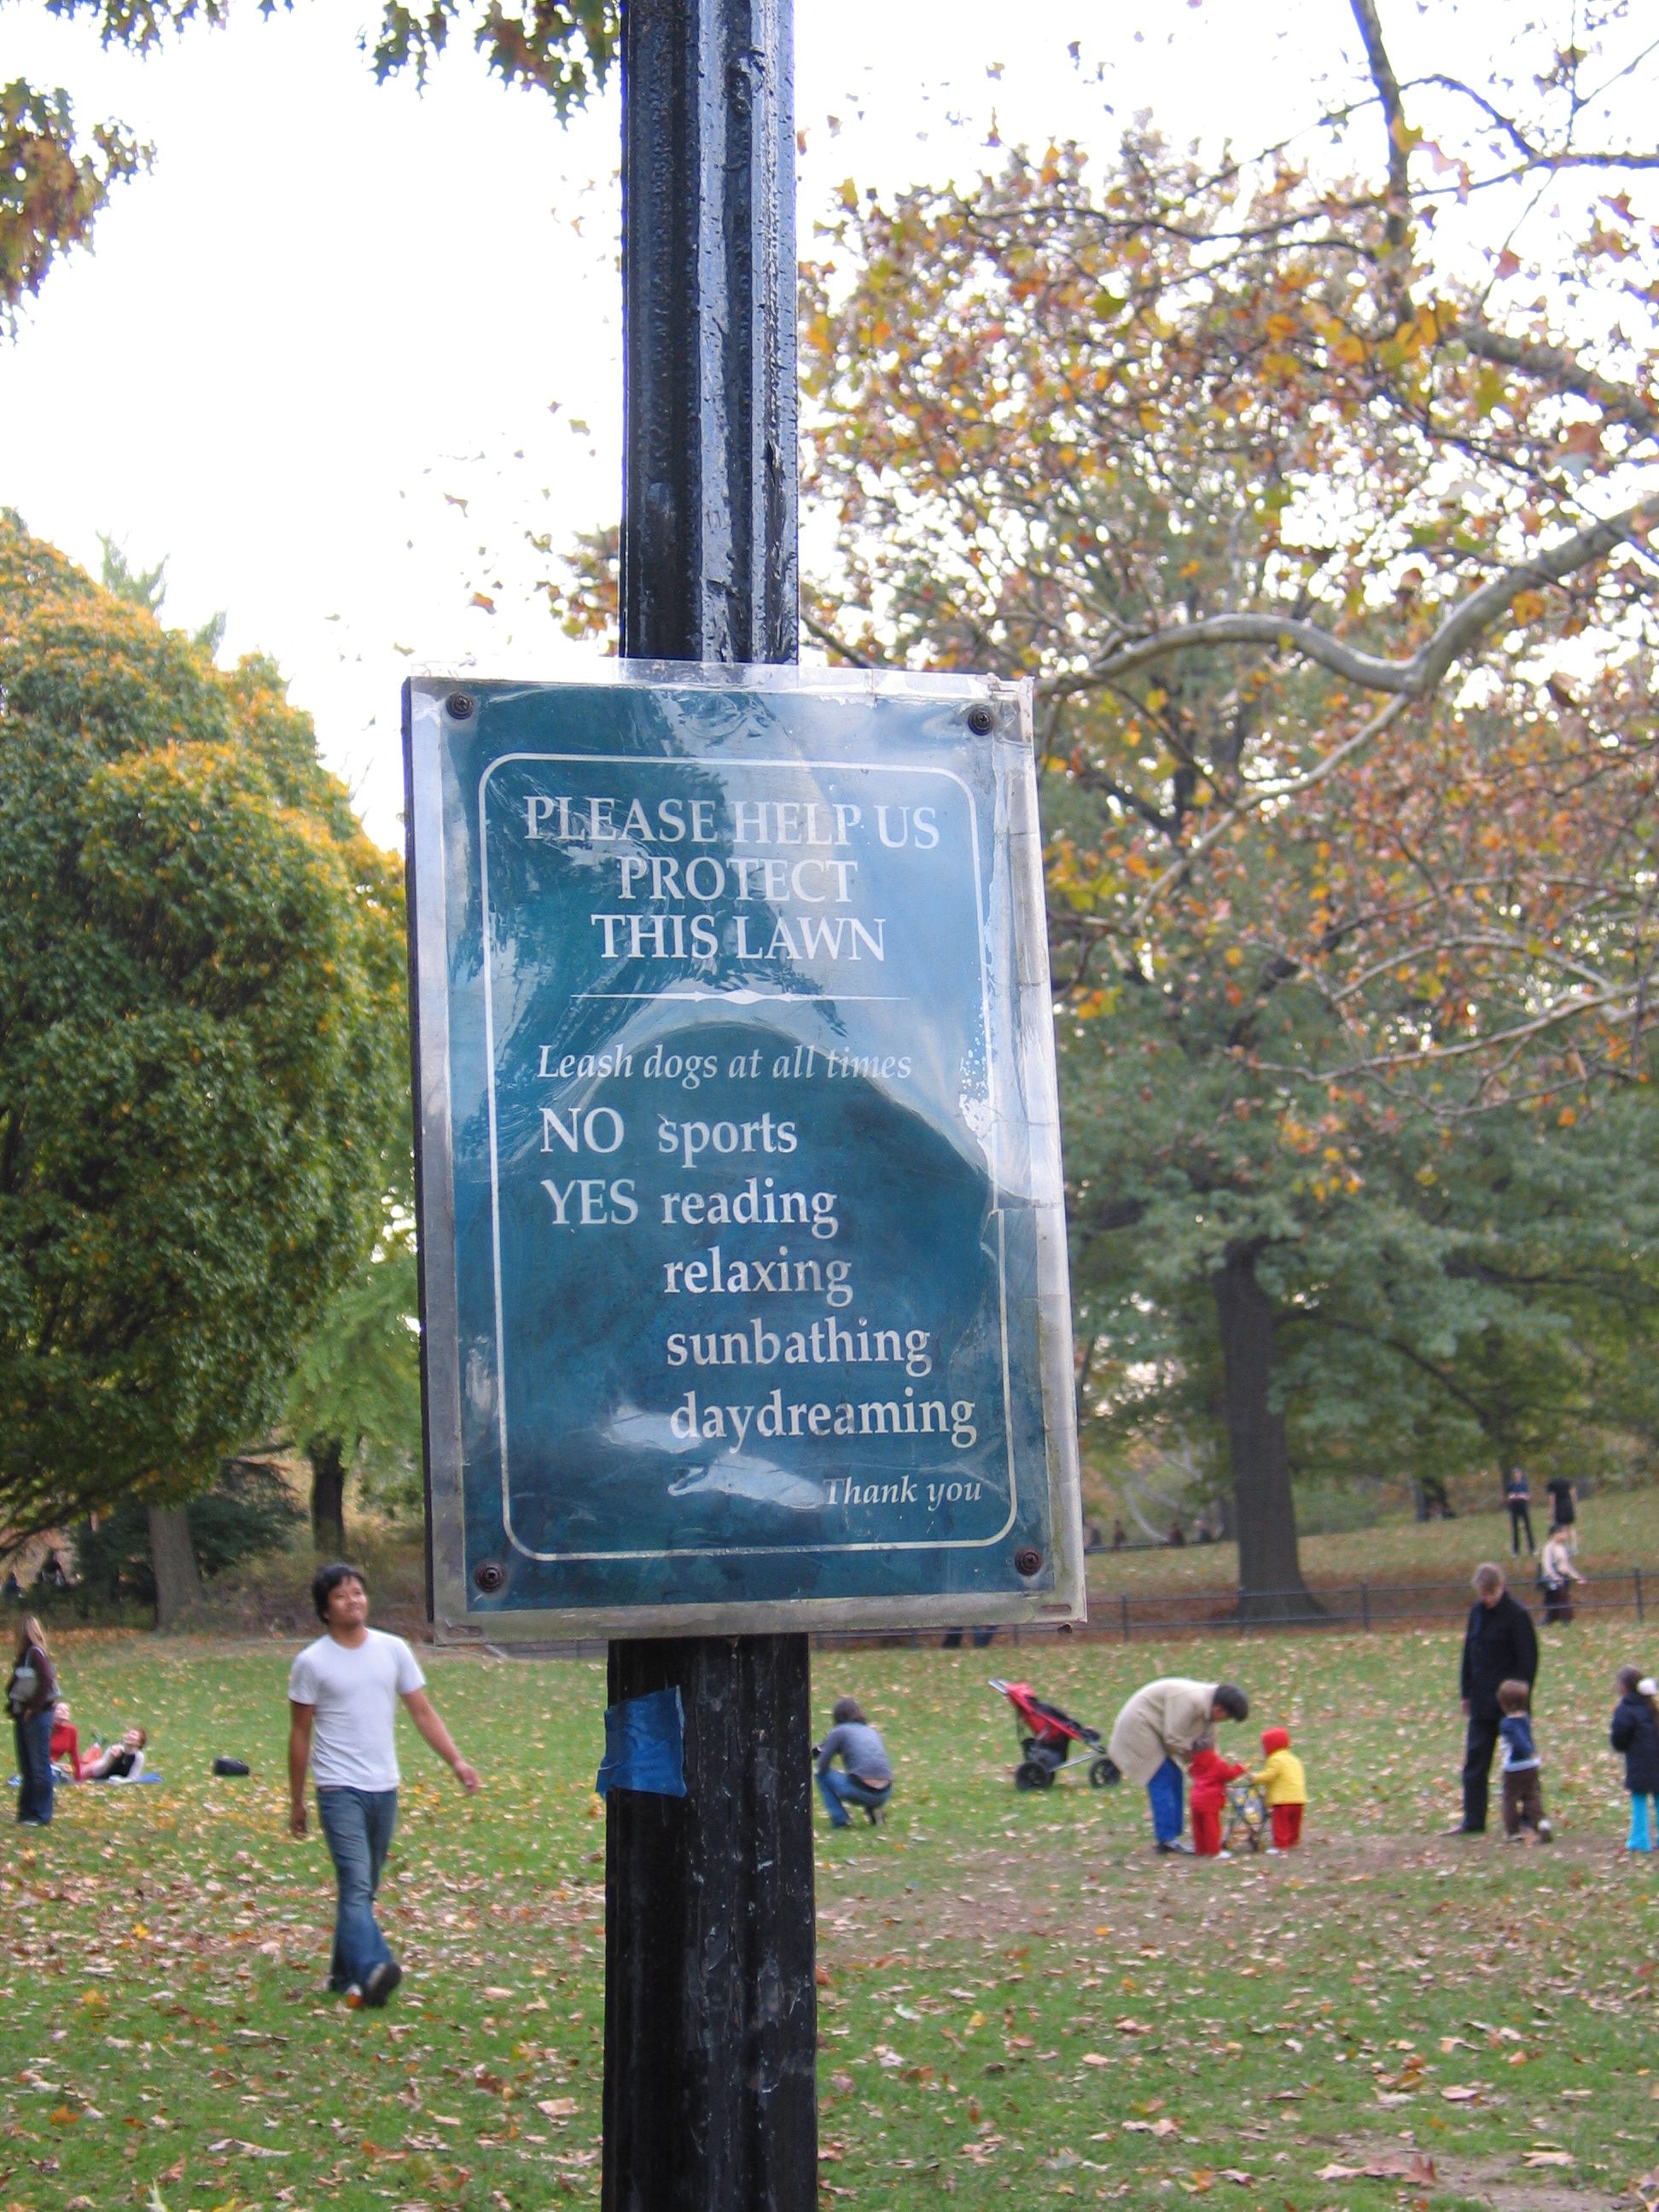 PLEASE HELP US
PROTECT
THIS LAWN
Leash dogs at all times
NO sports
YES reading
relaxing
sunbathing
daydreaming
Thank you